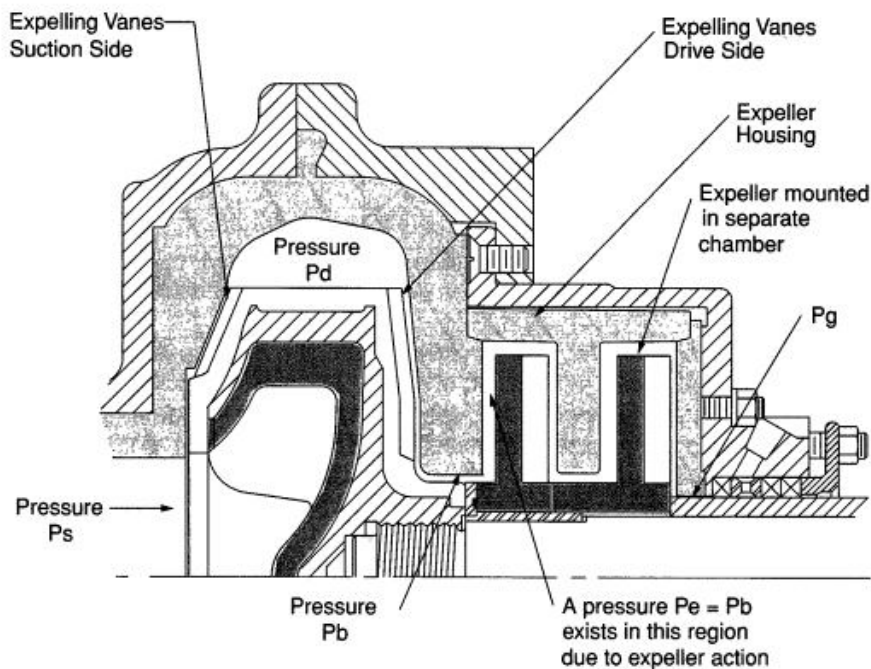 Expelling Vanes
Suction Side
Expelling Vanes
Drive Side
Expeller
Housing
Expeller mounted
in separate
chamber
Pressure
Pd
Pg
Pressure
Ps
Pressure
Pb
A pressure Pe = Pb
exists in this region
due to expeller action